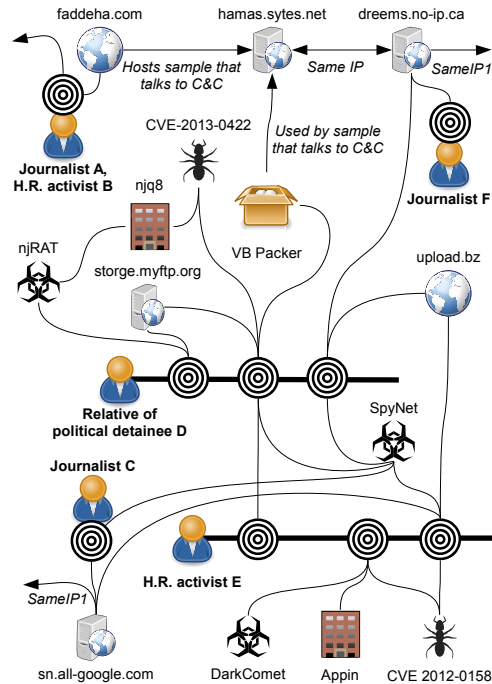 faddeha.com
hamas.sytes.net
dreems.no-ip.ca
Hosts sample that
talks to C&C
Same IP
SameIP1
CVE-2013-0422
Used by sample
that talks to C&C
Journalist A,
H.R. activist B
njq8
Journalist F
njRAT
VB Packer
storge.myftp.org
upload.bz
Relative of
political detainee D
SpyNet
Journalist C
H.R. activist E
SameIP1
sn.all-google.com
DarkComet
Appin
CVE 2012-0158